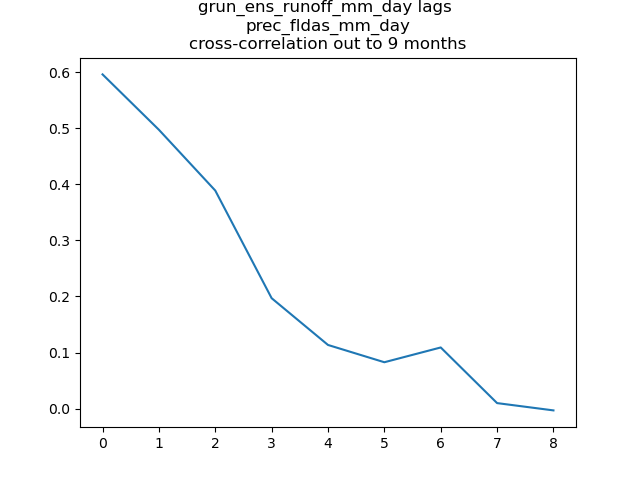 grun_ens_runoff_mm_day lags
prec_fldas_mm_day
cross-correlation out to 9 months
0.6
0.5
0.4
0.3
0.2
0.1
0.0
0 1 2 3 4 5 6 7 8